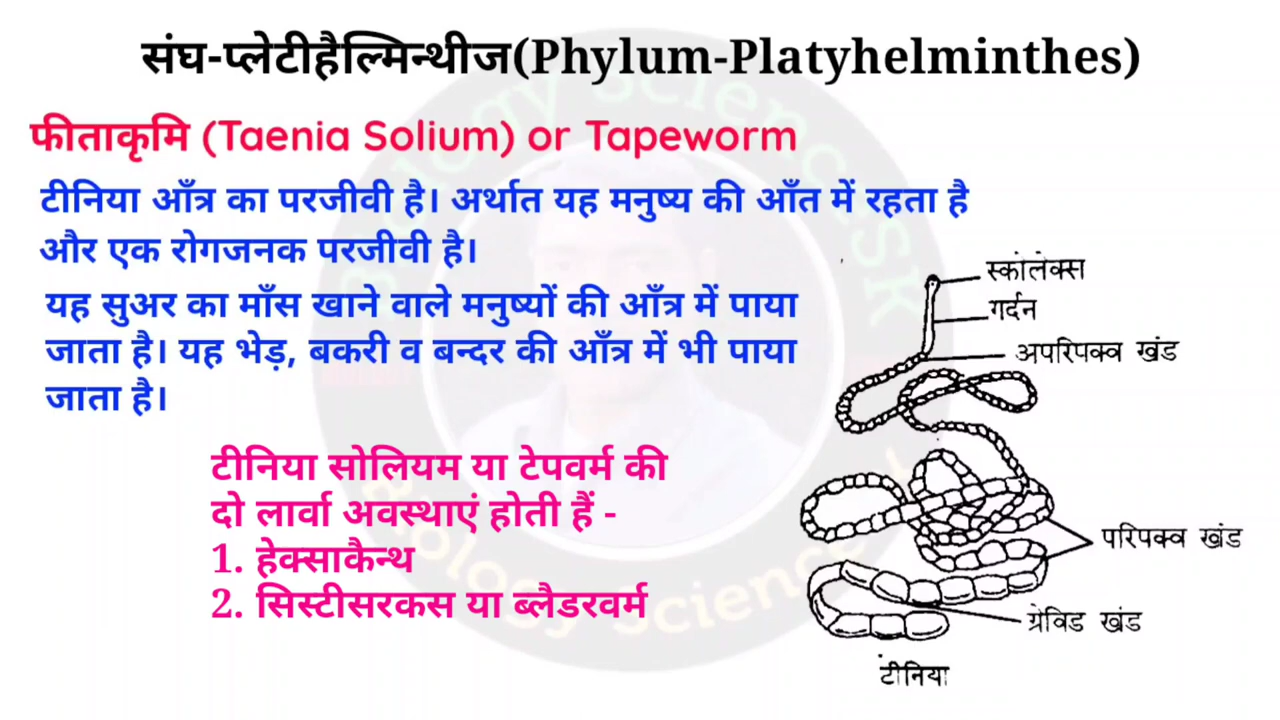 संघ-प्लेटीहैल्मिन्थीज(Phylum-Platyhelminthes)
फीताकृमि (Taenia Solium) or Tapeworm
टीनिया आँत्र का परजीवी है। अर्थात यह मनुष्य की आँत में रहता है
और एक रोगजनक परजीवी है।
यह सुअर का माँस खाने वाले मनुष्यों की आँत्र में पाया
जाता है। यह भेड़, बकरी व बन्दर की आँत्र में भी पाया
जाता है।
टीनिया सोलियम या टेपवर्म की
दो लार्वा अवस्थाएं होती हैं -
1. हेक्साकैन्थ
2. सिस्टीसरकस या ब्लैडरवर्म
स्कोलेक्स
गर्दन
अपरिपक्व खंड
परिपक्व खंड
ग्रेविड खंड
टीनिया